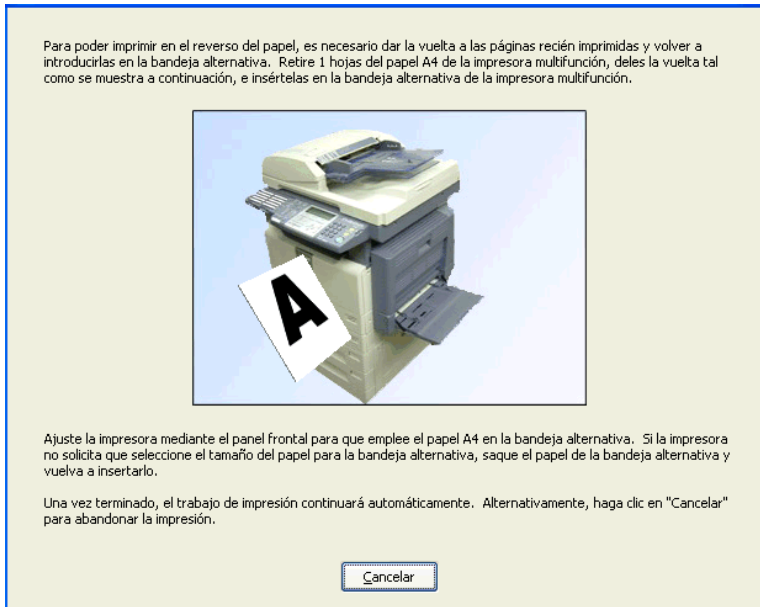 Para poder imprimir en el reverso del papel, es necesario dar la vuelta a las páginas recién imprimidas y volver a
introducirlas en la bandeja alternativa.  Retire 1 hojas del papel A4 de la impresora multifunción, deles la vuelta tal
como se muestra a continuación, e insértelas en la bandeja alternativa de la impresora multifunción.
A
Ajuste la impresora mediante el panel frontal para que emplee el papel A4 en la bandeja alternativa.  Si la impresora
no solicita que seleccione el tamaño del papel para la bandeja alternativa, saque el papel de la bandeja alternativa y
vuelva a insertarlo.
Una vez terminado, el trabajo de impresión continuará automáticamente.  Alternativamente, haga clic en "Cancelar"
para abandonar la impresión.
Cancelar